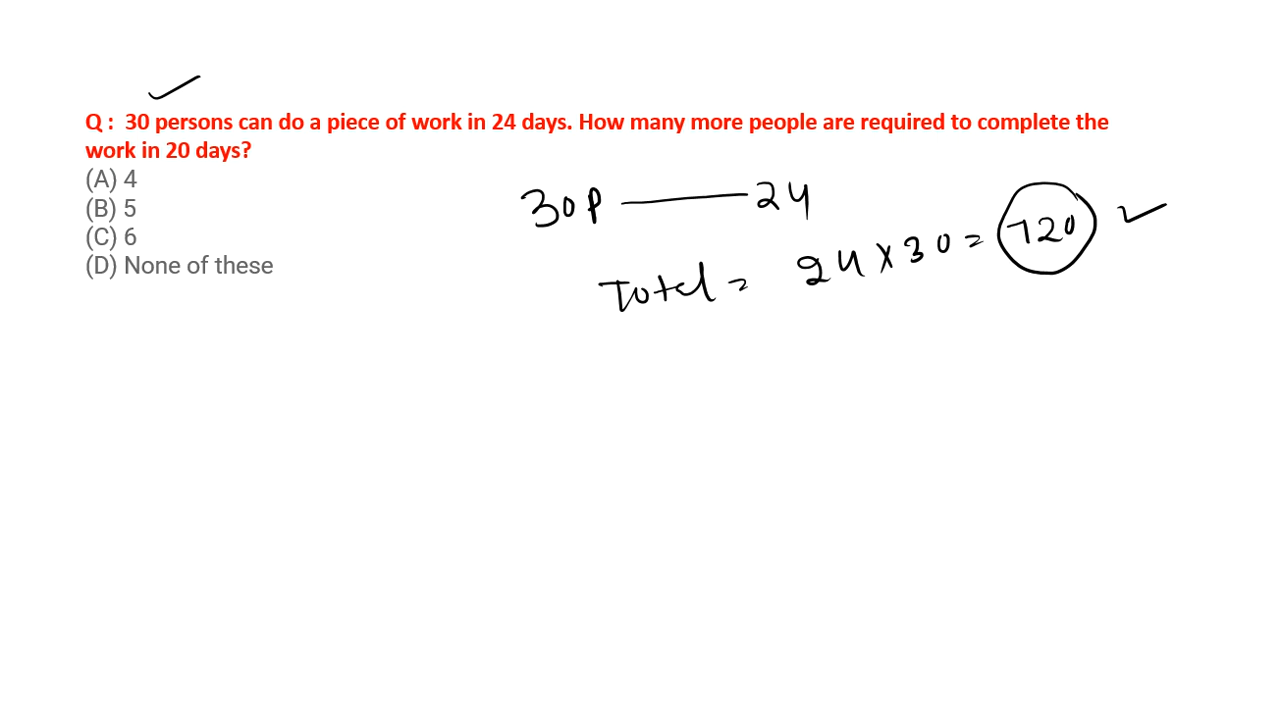 Q : 30 persons can do a piece of work in 24 days. How many more people are required to complete the
work in 20 days?
(A) 4
(B) 5
(C) 6
(D) None of these
30P — 24
Total = 24 × 30 = 720